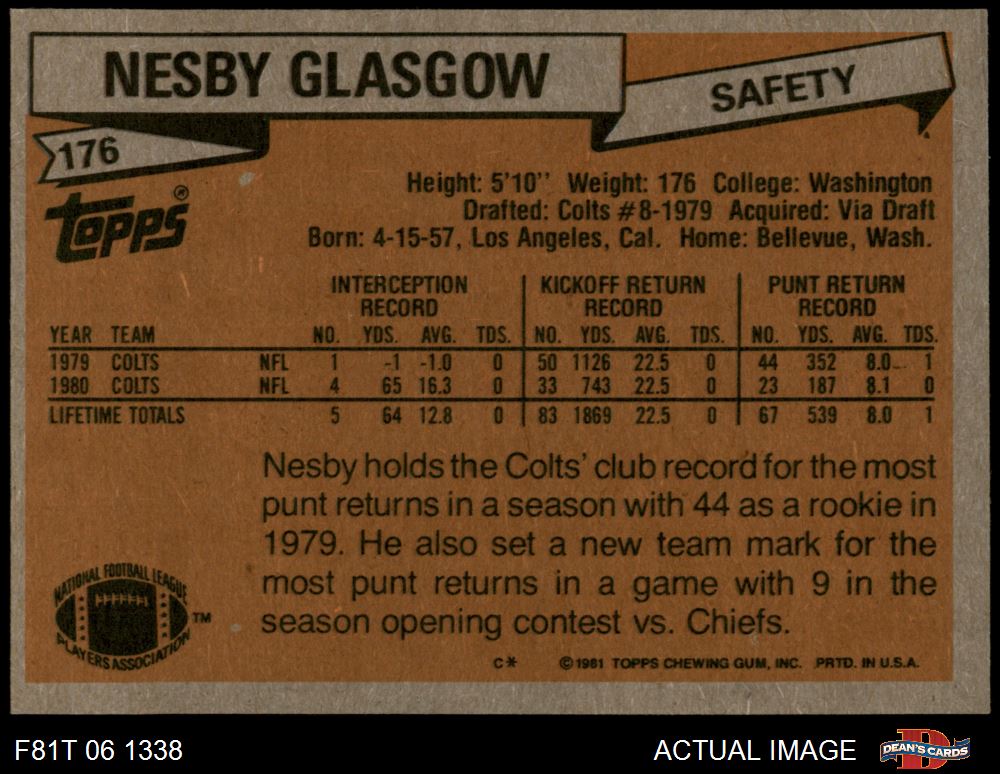 NESBY GLASGOW
SAFETY
176
Topps®
Height: 5'10'' Weight: 176 College: Washington
Drafted: Colts #8-1979 Acquired: Via Draft
Born: 4-15-57, Los Angeles, Cal. Home: Bellevue, Wash.
INTERCEPTION RECORD KICKOFF RETURN RECORD PUNT RETURN RECORD
YEAR TEAM NO. YDS. AVG. TDS. NO. YDS. AVG. TDS. NO. YDS. AVG. TDS.
1979 COLTS NFL 1 -1 -1.0 0 50 1126 22.5 0 44 352 8.0 1
1980 COLTS NFL 4 65 16.3 0 33 743 22.5 0 23 187 8.1 0
LIFETIME TOTALS 5 64 12.8 0 83 1869 22.5 0 67 539 8.0 1
Nesby holds the Colts' club record for the most
punt returns in a season with 44 as a rookie in
1979. He also set a new team mark for the
most punt returns in a game with 9 in the
season opening contest vs. Chiefs.
NATIONAL FOOTBALL LEAGUE
PLAYERS ASSOCIATION
TM
C* ©1981 TOPPS CHEWING GUM, INC. PRTD. IN U.S.A.
F81T 06 1338
ACTUAL IMAGE
DEAN'S CARDS